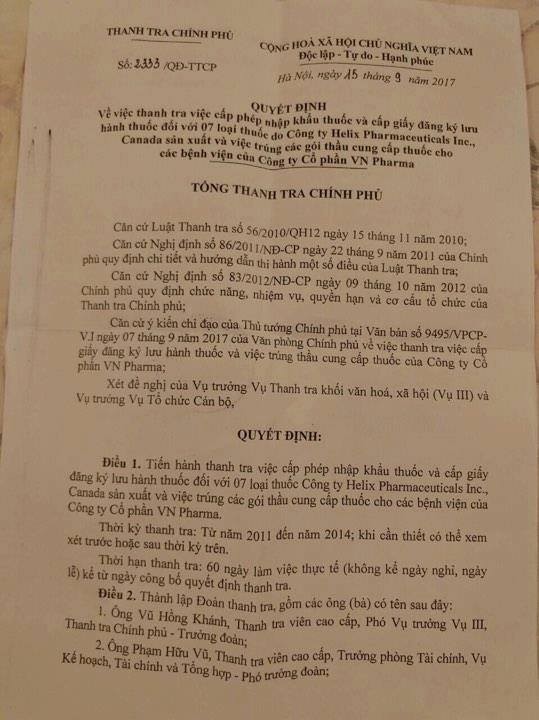 THANH TRA CHÍNH PHỦ
CỘNG HOÀ XÃ HỘI CHỦ NGHĨA VIỆT NAM
Độc lập - Tự do - Hạnh phúc
Số: 2333 /QĐ-TTCP
Hà Nội, ngày 15 tháng 9 năm 2017
QUYẾT ĐỊNH
Về việc thanh tra việc cấp phép nhập khẩu thuốc và cấp giấy đăng ký lưu
hành thuốc đối với 07 loại thuốc do Công ty Helix Pharmaceuticals Inc.,
Canada sản xuất và việc trúng các gói thầu cung cấp thuốc cho
các bệnh viện của Công ty Cổ phần VN Pharma
TỔNG THANH TRA CHÍNH PHỦ
Căn cứ Luật Thanh tra số 56/2010/QH12 ngày 15 tháng 11 năm 2010;
Căn cứ Nghị định số 86/2011/NĐ-CP ngày 22 tháng 9 năm 2011 của Chính
phủ quy định chi tiết và hướng dẫn thi hành một số điều của Luật Thanh tra;
Căn cứ Nghị định số 83/2012/NĐ-CP ngày 09 tháng 10 năm 2012 của
Chính phủ quy định chức năng, nhiệm vụ, quyền hạn và cơ cấu tổ chức của
Thanh tra Chính phủ;
Căn cứ ý kiến chỉ đạo của Thủ tướng Chính phủ tại Văn bản số 9495/VPCP-
V.I ngày 07 tháng 9 năm 2017 của Văn phòng Chính phủ về việc thanh tra việc cấp
giấy đăng ký lưu hành thuốc và việc trúng thầu cung cấp thuốc của Công ty Cổ
phần VN Pharma;
Xét đề nghị của Vụ trưởng Vụ Thanh tra khối văn hoá, xã hội (Vụ III) và
Vụ trưởng Vụ Tổ chức Cán bộ,
QUYẾT ĐỊNH:
Điều 1. Tiến hành thanh tra việc cấp phép nhập khẩu thuốc và cấp giấy
đăng ký lưu hành thuốc đối với 07 loại thuốc Công ty Helix Pharmaceuticals Inc.,
Canada sản xuất và việc trúng các gói thầu cung cấp thuốc cho các bệnh viện của
Công ty Cổ phần VN Pharma.
Thời kỳ thanh tra: Từ năm 2011 đến năm 2014; khi cần thiết có thể xem
xét trước hoặc sau thời kỳ trên.
Thời hạn thanh tra: 60 ngày làm việc thực tế (không kể ngày nghỉ, ngày
lễ) kể từ ngày công bố quyết định thanh tra.
Điều 2. Thành lập Đoàn thanh tra, gồm các ông (bà) có tên sau đây:
1. Ông Vũ Hồng Khánh, Thanh tra viên cao cấp, Phó Vụ trưởng Vụ III,
Thanh tra Chính phủ - Trưởng đoàn;
2. Ông Phạm Hữu Vũ, Thanh tra viên cao cấp, Trưởng phòng Tài chính, Vụ
Kế hoạch, Tài chính và Tổng hợp - Phó trưởng đoàn;